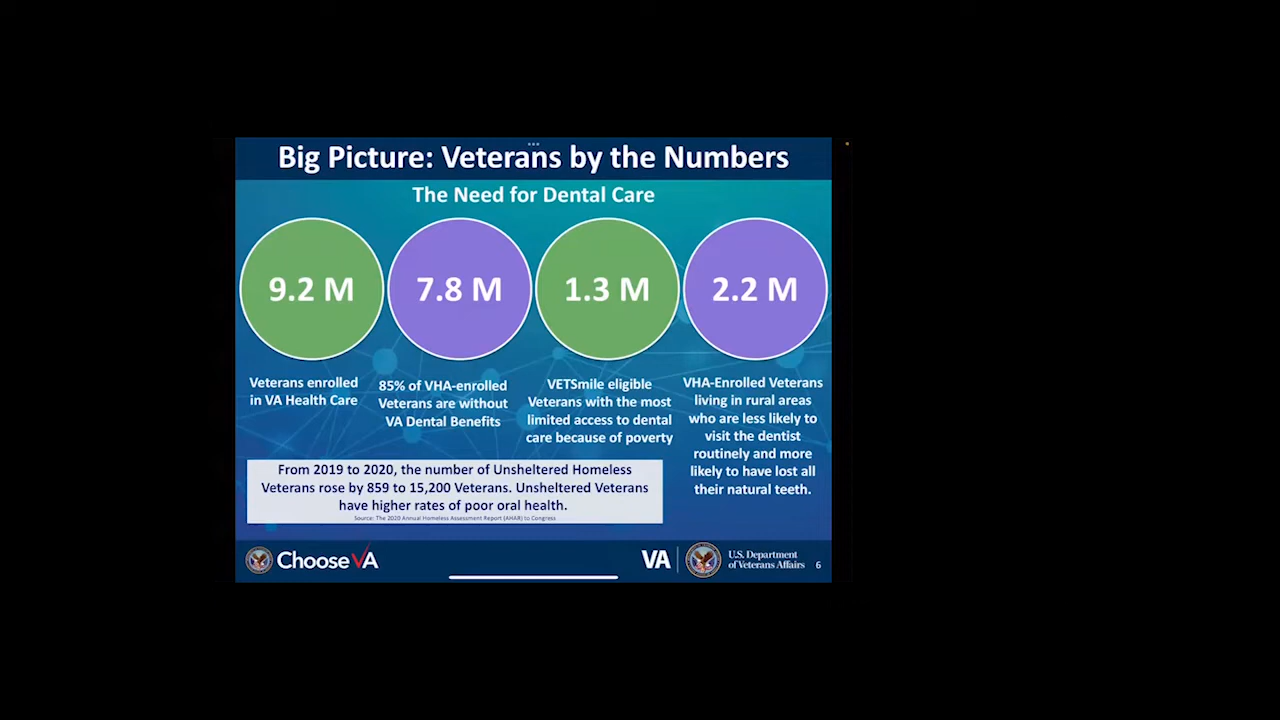 Big Picture: Veterans by the Numbers
The Need for Dental Care
9.2 M
7.8 M
1.3 M
2.2 M
Veterans enrolled
in VA Health Care
85% of VHA-enrolled
Veterans are without
VA Dental Benefits
VETSmile eligible
Veterans with the most
limited access to dental
care because of poverty
VHA-Enrolled Veterans
living in rural areas
who are less likely to
visit the dentist
routinely and more
likely to have lost all
their natural teeth.
From 2019 to 2020, the number of Unsheltered Homeless
Veterans rose by 859 to 15,200 Veterans. Unsheltered Veterans
have higher rates of poor oral health.
Source: The 2020 Annual Homeless Assessment Report (AHAR) to Congress
ChooseVA
VA
U.S. Department
of Veterans Affairs
6